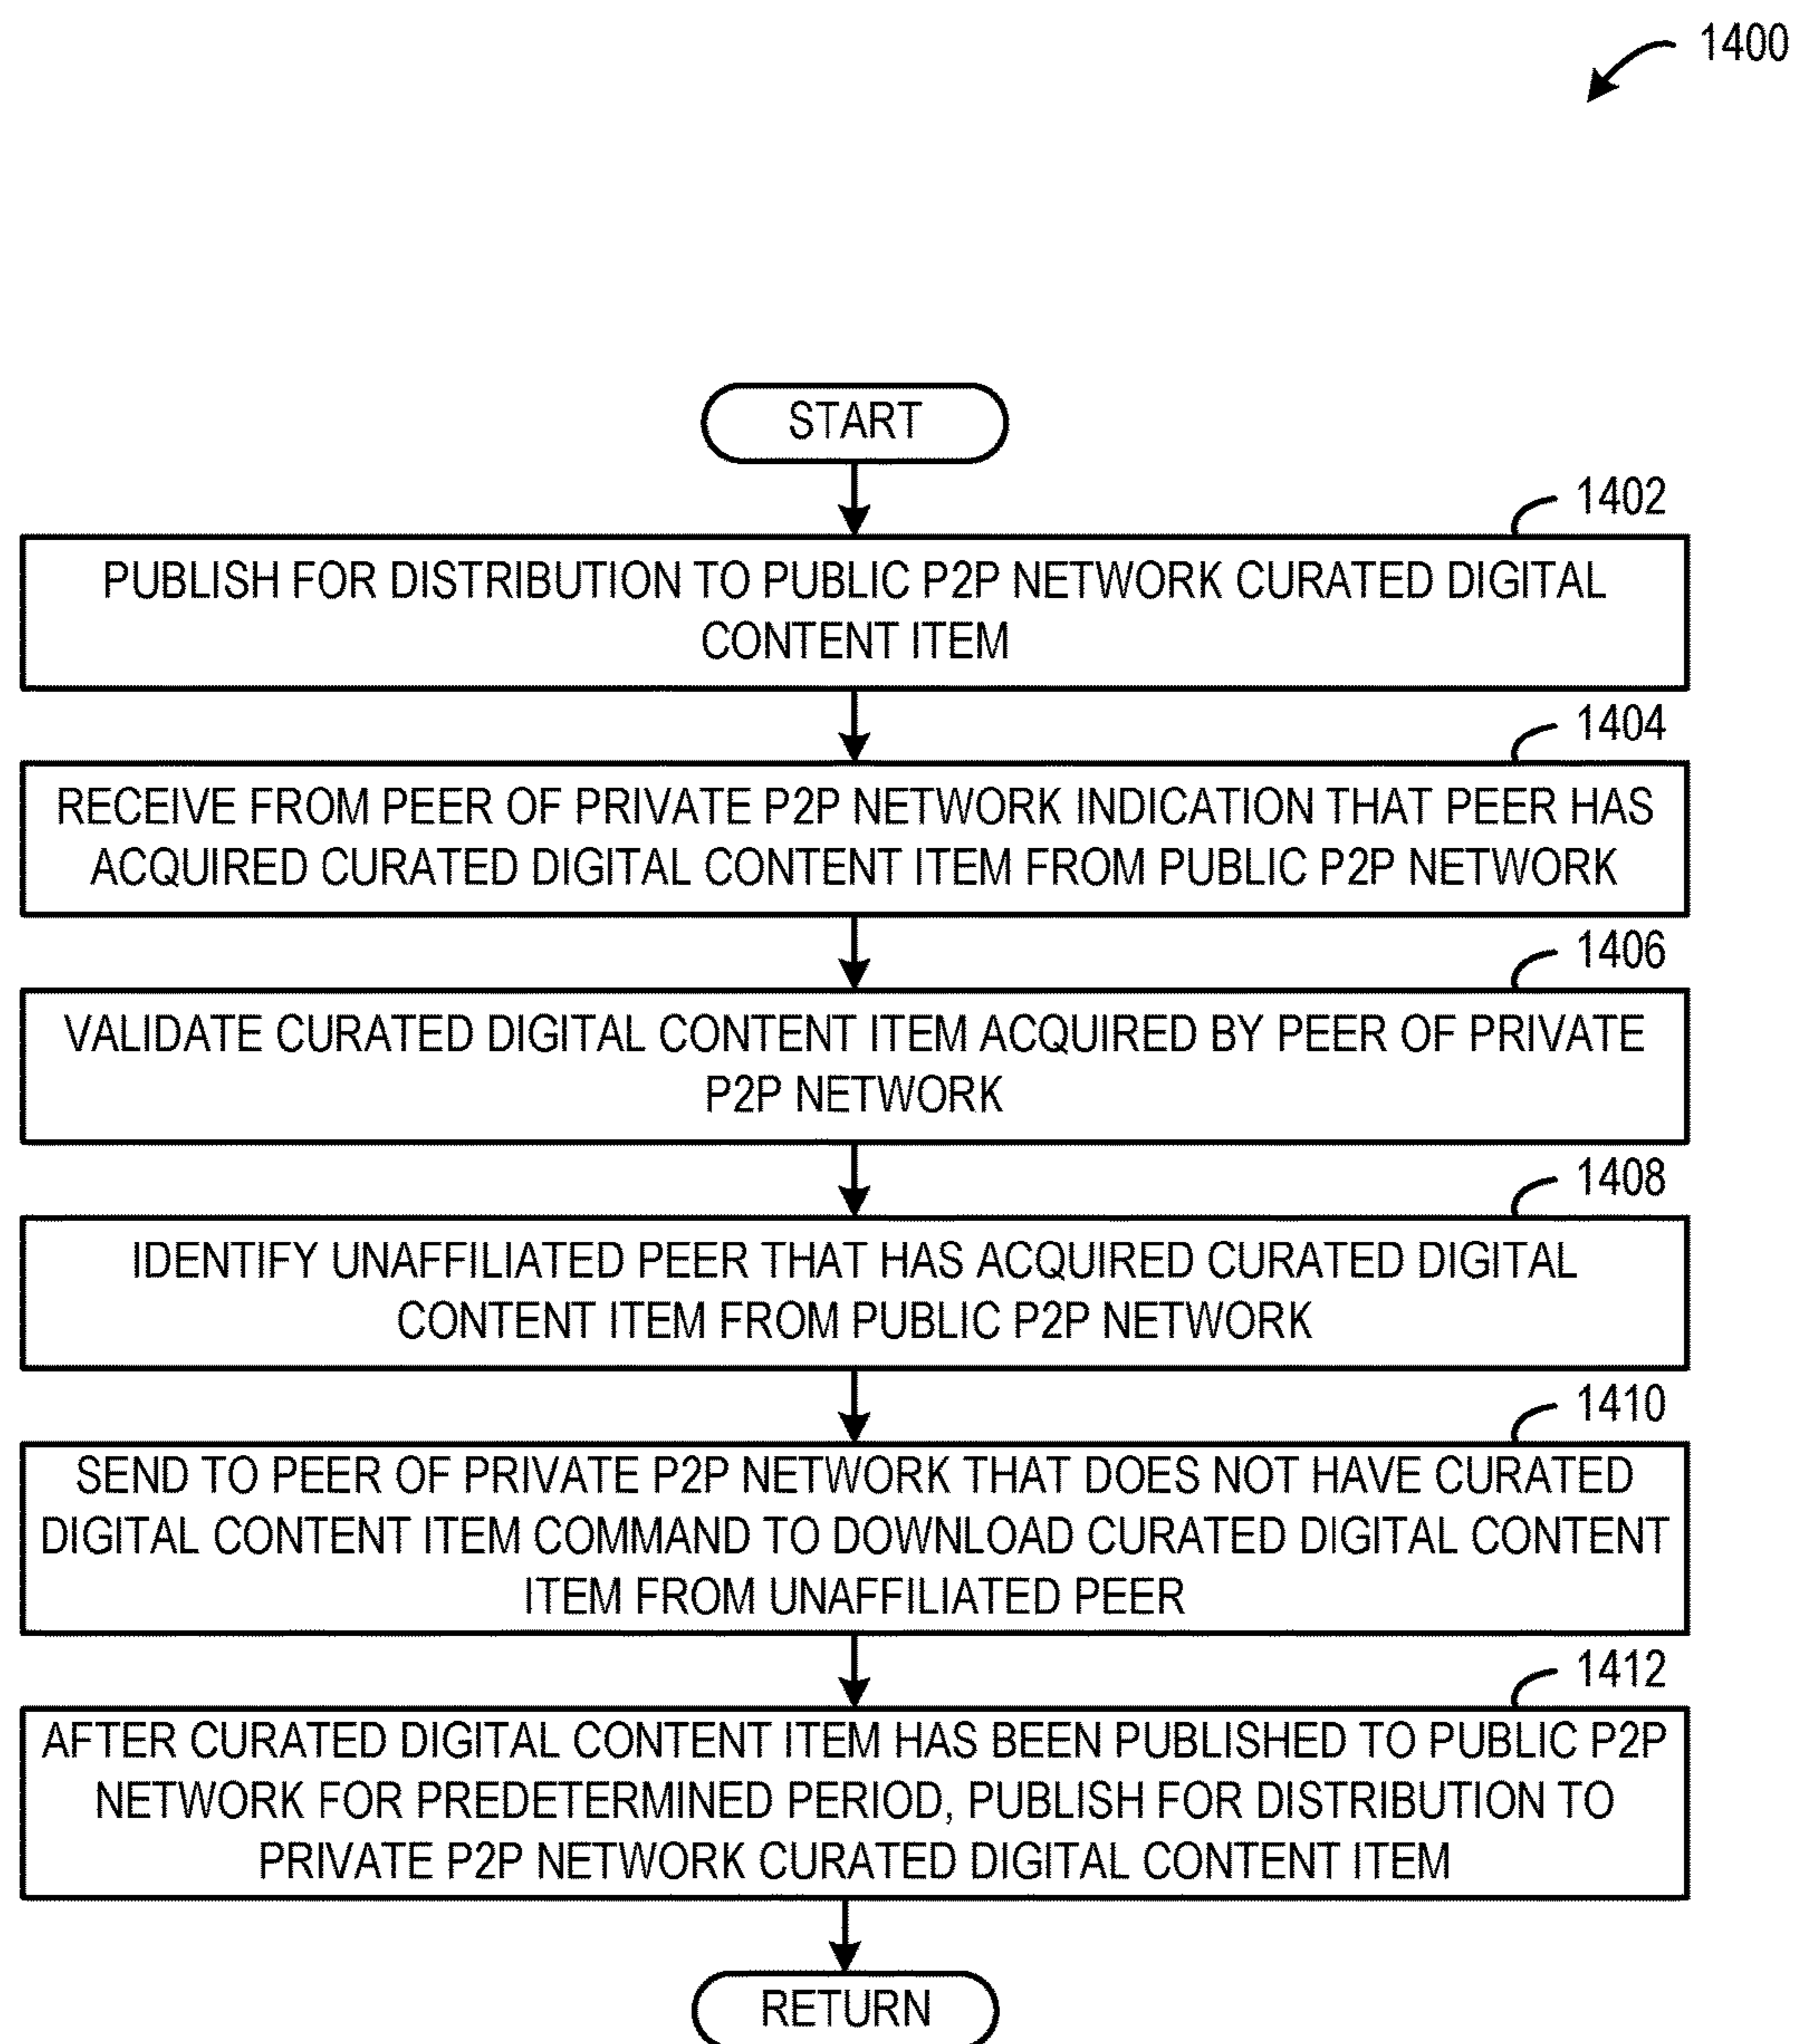 1400
START
1402
PUBLISH FOR DISTRIBUTION TO PUBLIC P2P NETWORK CURATED DIGITAL
CONTENT ITEM
1404
RECEIVE FROM PEER OF PRIVATE P2P NETWORK INDICATION THAT PEER HAS
ACQUIRED CURATED DIGITAL CONTENT ITEM FROM PUBLIC P2P NETWORK
1406
VALIDATE CURATED DIGITAL CONTENT ITEM ACQUIRED BY PEER OF PRIVATE
P2P NETWORK
1408
IDENTIFY UNAFFILIATED PEER THAT HAS ACQUIRED CURATED DIGITAL
CONTENT ITEM FROM PUBLIC P2P NETWORK
1410
SEND TO PEER OF PRIVATE P2P NETWORK THAT DOES NOT HAVE CURATED
DIGITAL CONTENT ITEM COMMAND TO DOWNLOAD CURATED DIGITAL CONTENT
ITEM FROM UNAFFILIATED PEER
1412
AFTER CURATED DIGITAL CONTENT ITEM HAS BEEN PUBLISHED TO PUBLIC P2P
NETWORK FOR PREDETERMINED PERIOD, PUBLISH FOR DISTRIBUTION TO
PRIVATE P2P NETWORK CURATED DIGITAL CONTENT ITEM
RETURN